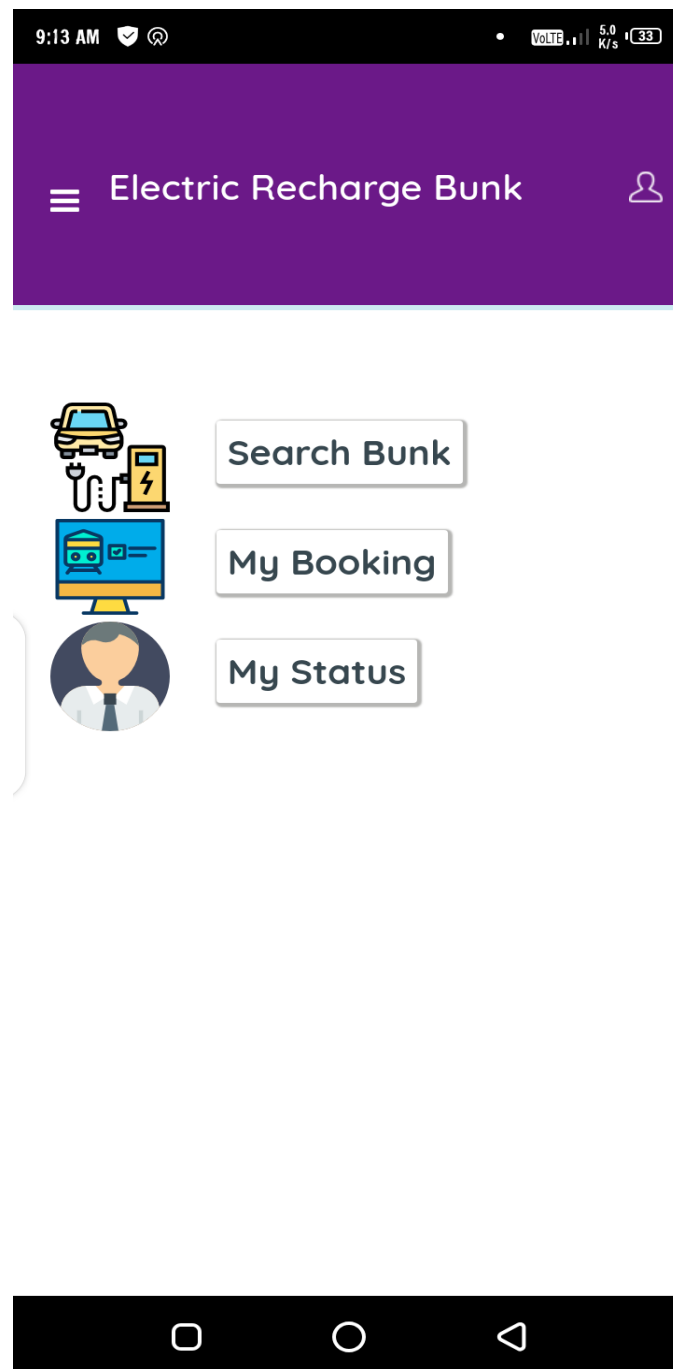 9:13 AM VoLTE 5.0 K/s 33
Electric Recharge Bunk
Search Bunk
My Booking
My Status